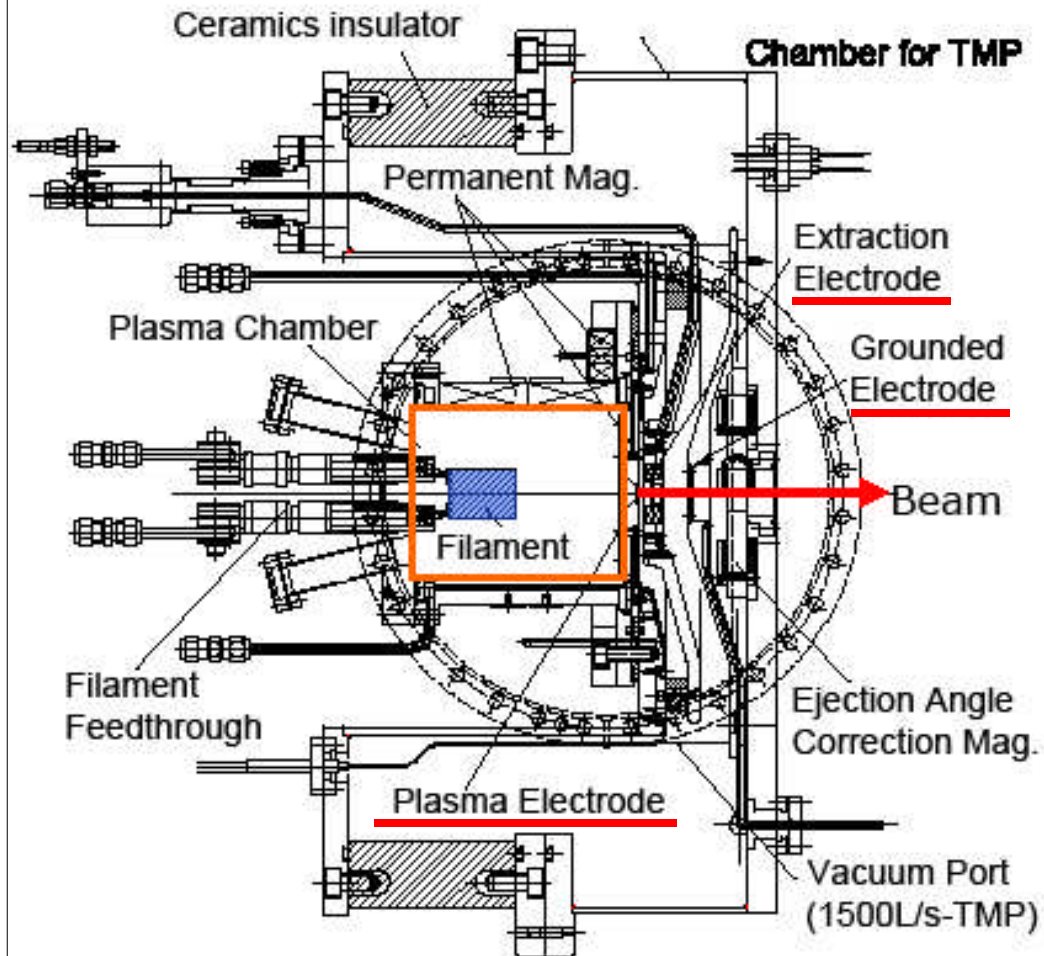 Ceramics insulator
Chamber for TMP
Permanent Mag.
Extraction
Electrode
Plasma Chamber
Grounded
Electrode
Beam
Filament
Filament
Feedthrough
Ejection Angle
Correction Mag.
Plasma Electrode
Vacuum Port
(1500L/s-TMP)